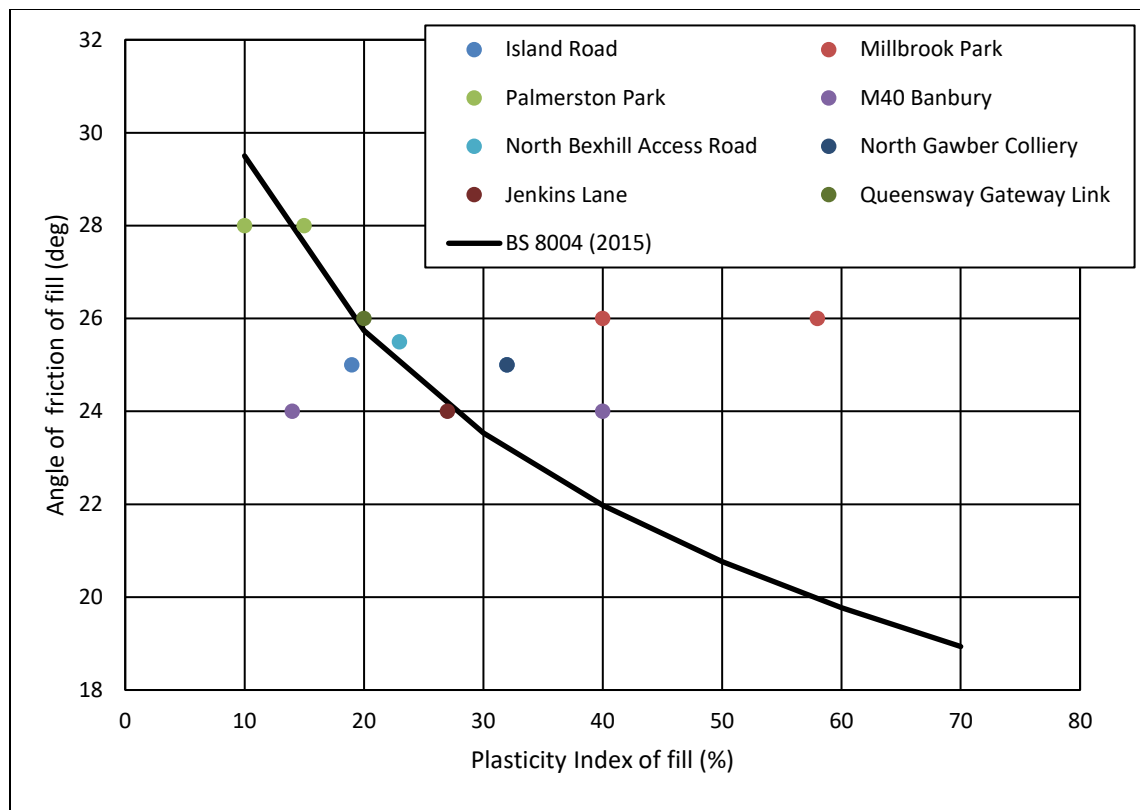 32
30
28
26
24
22
20
18
Angle of friction of fill (deg)
Island Road
Millbrook Park
Palmerston Park
M40 Banbury
North Bexhill Access Road
North Gawber Colliery
Jenkins Lane
Queensway Gateway Link
BS 8004 (2015)
0 10 20 30 40 50 60 70 80
Plasticity Index of fill (%)